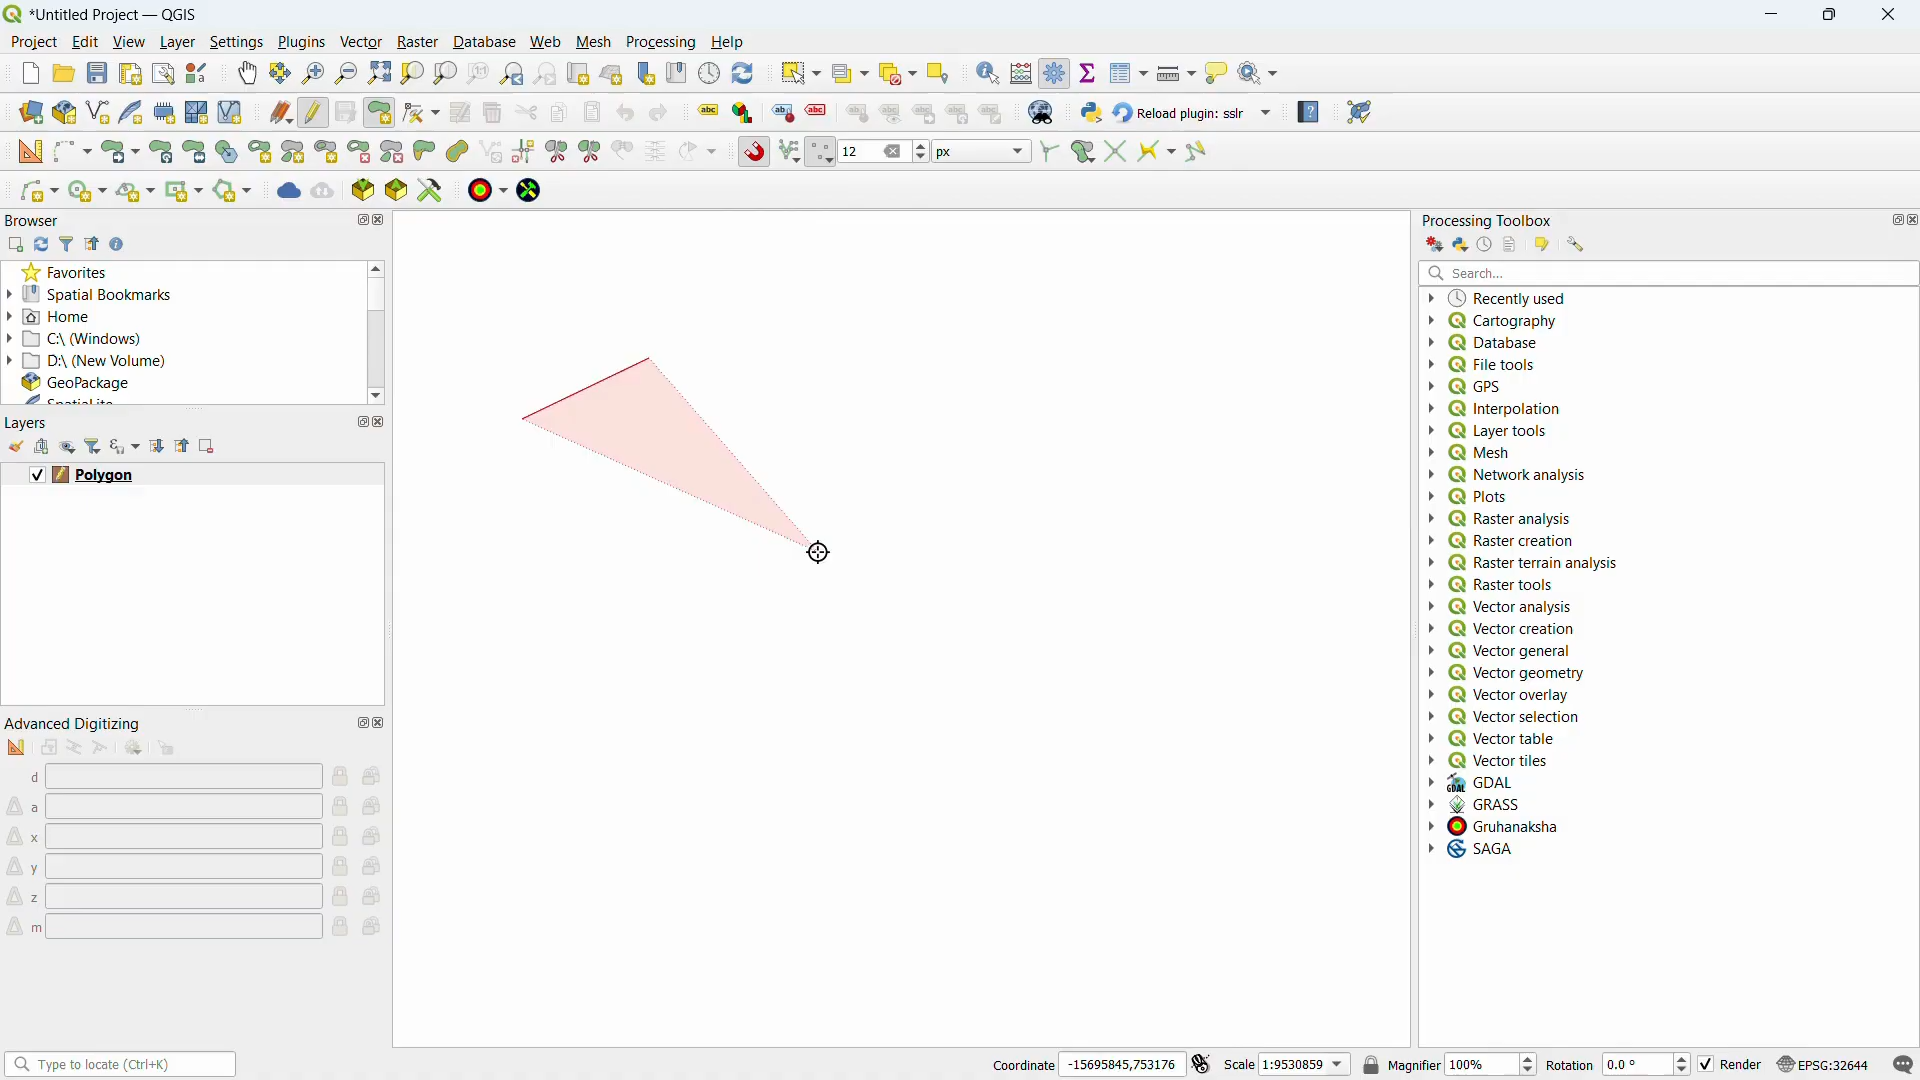 *Untitled Project — QGIS
Project Edit View Layer Settings Plugins Vector Raster Database Web Mesh Processing Help
Reload plugin: sslr
12 px
Browser
Favorites
Spatial Bookmarks
Home
C:\ (Windows)
D:\ (New Volume)
GeoPackage
SpatiaLite
Layers
Polygon
Advanced Digitizing
d
a
x
y
z
m
Processing Toolbox
Search...
Recently used
Cartography
Database
File tools
GPS
Interpolation
Layer tools
Mesh
Network analysis
Plots
Raster analysis
Raster creation
Raster terrain analysis
Raster tools
Vector analysis
Vector creation
Vector general
Vector geometry
Vector overlay
Vector selection
Vector table
Vector tiles
GDAL
GRASS
Gruhanaksha
SAGA
Type to locate (Ctrl+K)
Coordinate -15695845,753176 Scale 1:9530859 Magnifier 100% Rotation 0.0 ° Render EPSG:32644